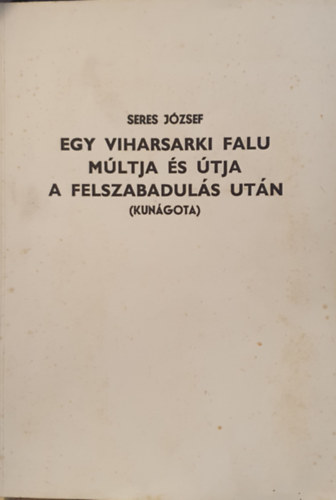 SERES JÓZSEF
EGY VIHARSARKI FALU
MÚLTJA ÉS ÚTJA
A FELSZABADULÁS UTÁN
(KUNÁGOTA)